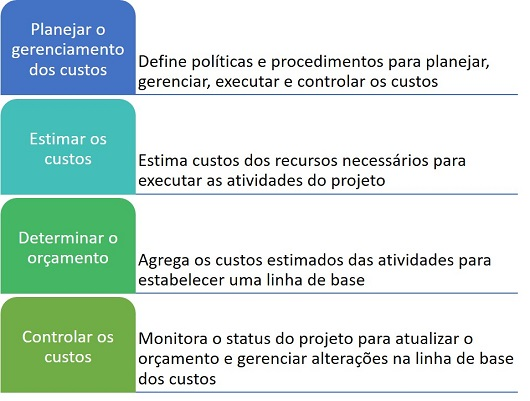 Planejar o
gerenciamento
dos custos
Define políticas e procedimentos para planejar,
gerenciar, executar e controlar os custos
Estimar os
custos
Estima custos dos recursos necessários para
executar as atividades do projeto
Determinar o
orçamento
Agrega os custos estimados das atividades para
estabelecer uma linha de base
Controlar os
custos
Monitora o status do projeto para atualizar o
orçamento e gerenciar alterações na linha de base
dos custos